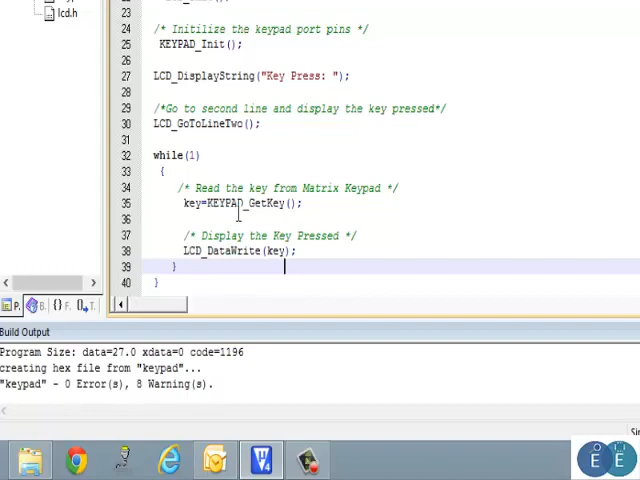 lcd.h
23
24 /* Initilize the keypad port pins */
25 KEYPAD_Init();
26
27 LCD_DisplayString("Key Press: ");
28
29 /*Go to second line and display the key pressed*/
30 LCD_GoToLineTwo();
31
32 while(1)
33 {
34 /* Read the key from Matrix Keypad */
35 key=KEYPAD_GetKey();
36
37 /* Display the Key Pressed */
38 LCD_DataWrite(key);
39 }
40 }
P. B. {} F. 0 T.
Build Output
Program Size: data=27.0 xdata=0 code=1196
creating hex file from "keypad"...
"keypad" - 0 Error(s), 8 Warning(s).
V4
E E